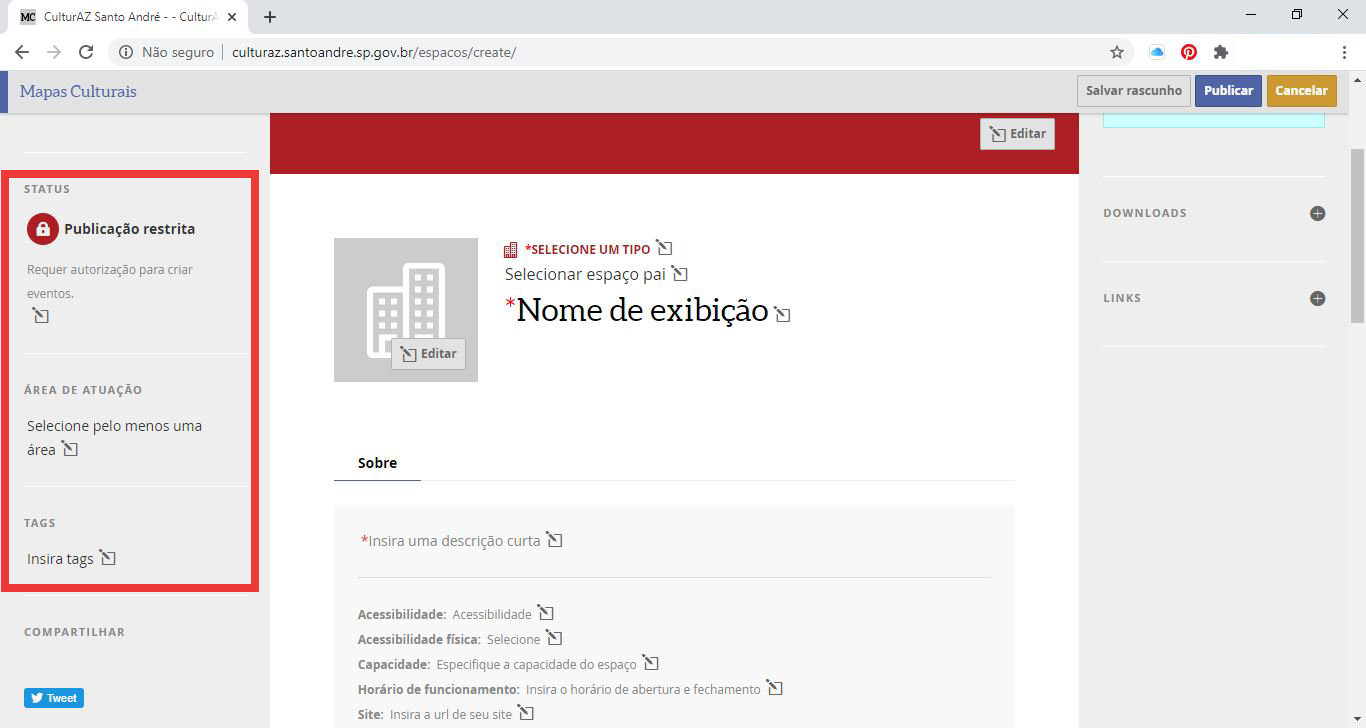 MC CulturAZ Santo André - - CulturA
Não seguro culturaz.santoandre.sp.gov.br/espacos/create/
Mapas Culturais
Salvar rascunho
Publicar
Cancelar
Editar
STATUS
Publicação restrita
Requer autorização para criar
eventos.
ÁREA DE ATUAÇÃO
Selecione pelo menos uma
área
TAGS
Insira tags
COMPARTILHAR
Tweet
*SELECIONE UM TIPO
Selecionar espaço pai
*Nome de exibição
Editar
Sobre
*Insira uma descrição curta
Acessibilidade: Acessibilidade
Acessibilidade física: Selecione
Capacidade: Especifique a capacidade do espaço
Horário de funcionamento: Insira o horário de abertura e fechamento
Site: Insira a url de seu site
DOWNLOADS
LINKS